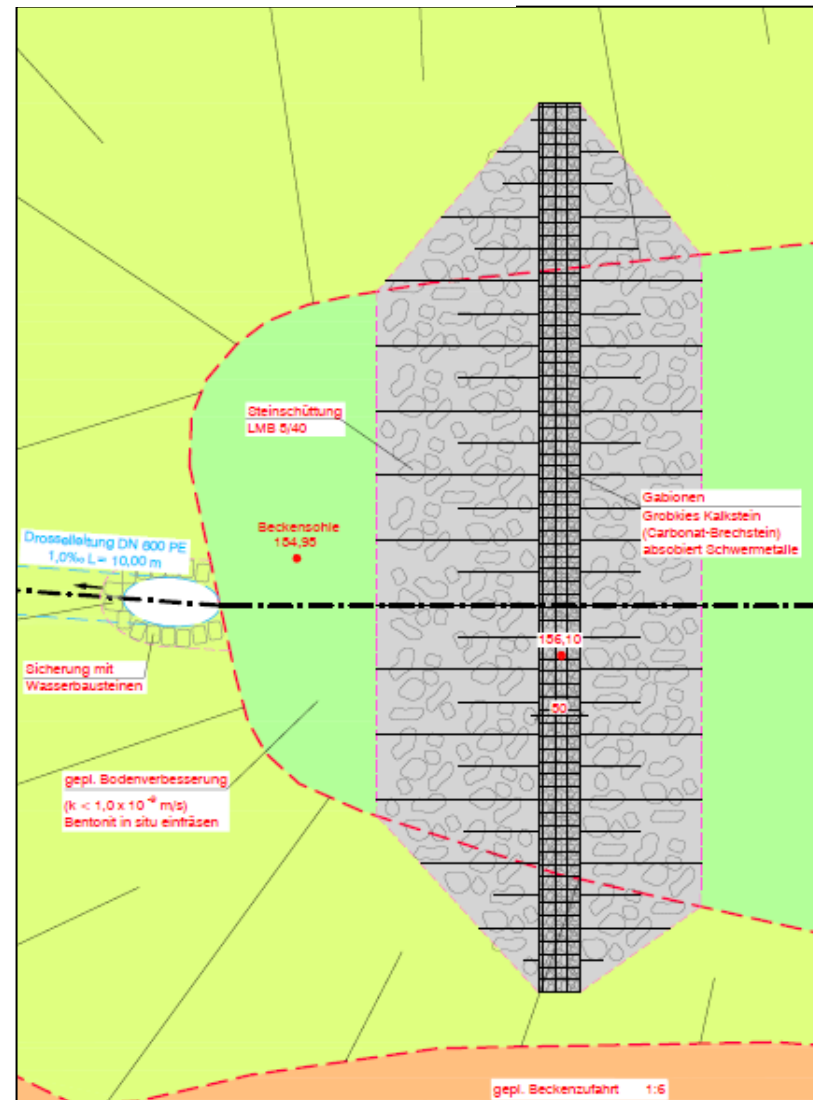 Steinschüttung
LMB 5/40
Gabionen
Grobkies Kalkstein
(Carbonat-Brechstein)
absobiert Schwermetalle
Beckensohle
154,95
Drosselleitung DN 600 PE
1,0‰ L= 10,00 m
156,10
Sicherung mit
Wasserbausteinen
50
gepl. Bodenverbesserung
(k < 1,0 x 10 m/s)
Bentonit in situ einfräsen
gepl. Beckenzufahrt 1:6